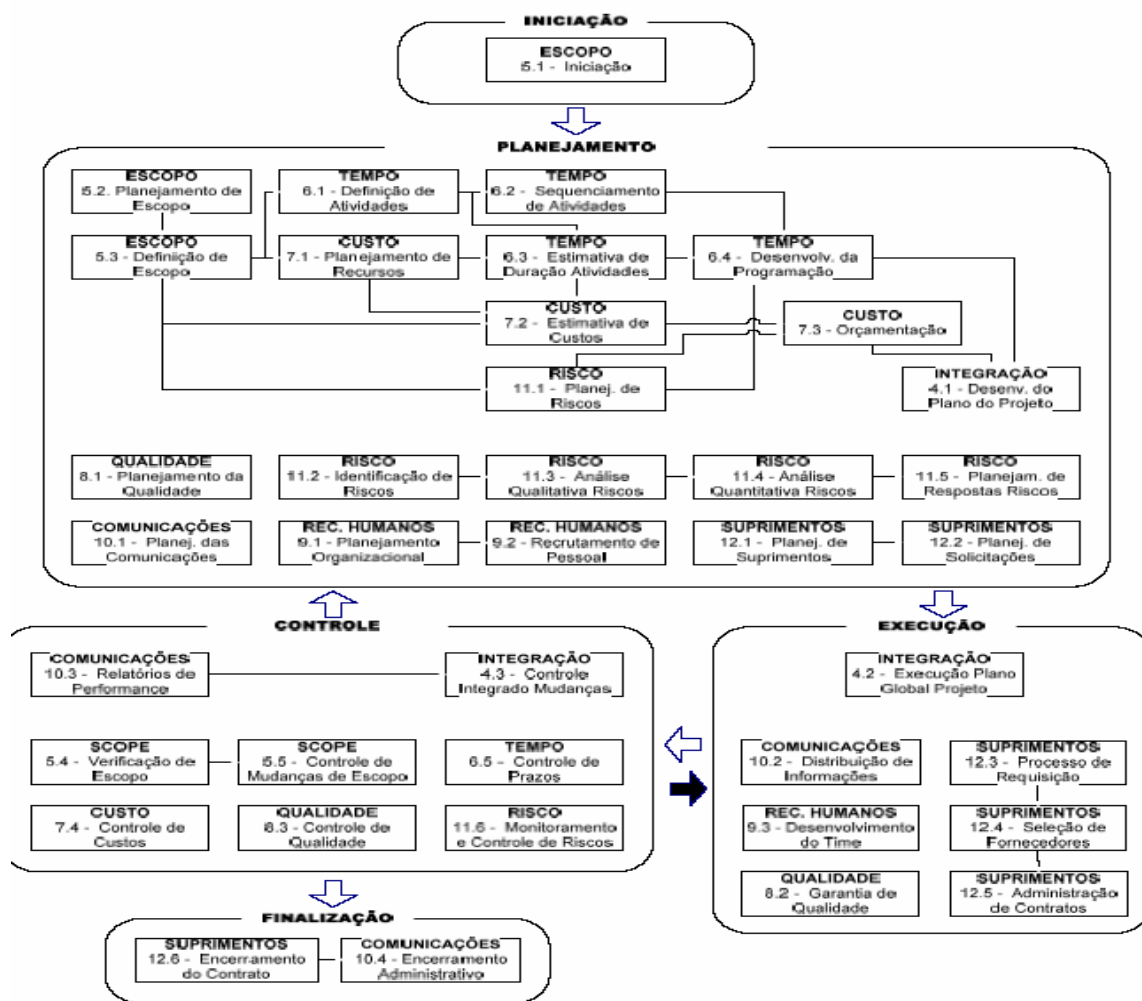 INICIAÇÃO
ESCOPO
5.1 - Iniciação
PLANEJAMENTO
ESCOPO
5.2. Planejamento de
Escopo
TEMPO
6.1 - Definição de
Atividades
TEMPO
6.2 - Sequenciamento
de Atividades
ESCOPO
5.3 - Definição de
Escopo
CUSTO
7.1 - Planejamento de
Recursos
TEMPO
6.3 - Estimativa de
Duração Atividades
TEMPO
6.4 - Desenvolv. da
Programação
CUSTO
7.2 - Estimativa de
Custos
CUSTO
7.3 - Orçamentação
RISCO
11.1 - Planej. de
Riscos
INTEGRAÇÃO
4.1 - Desenv. do
Plano do Projeto
QUALIDADE
8.1 - Planejamento da
Qualidade
RISCO
11.2 - Identificação de
Riscos
RISCO
11.3 - Análise
Qualitativa Riscos
RISCO
11.4 - Análise
Quantitativa Riscos
RISCO
11.5 - Planejam. de
Respostas Riscos
COMUNICAÇÕES
10.1 - Planej. das
Comunicações
REC. HUMANOS
9.1 - Planejamento
Organizacional
REC. HUMANOS
9.2 - Recrutamento de
Pessoal
SUPRIMENTOS
12.1 - Planej. de
Suprimentos
SUPRIMENTOS
12.2 - Planej. de
Solicitações
CONTROLE
COMUNICAÇÕES
10.3 - Relatórios de
Performance
INTEGRAÇÃO
4.3 - Controle
Integrado Mudanças
SCOPE
5.4 - Verificação de
Escopo
SCOPE
5.5 - Controle de
Mudanças de Escopo
TEMPO
6.5 - Controle de
Prazos
CUSTO
7.4 - Controle de
Custos
QUALIDADE
8.3 - Controle de
Qualidade
RISCO
11.6 - Monitoramento
e Controle de Riscos
EXECUÇÃO
INTEGRAÇÃO
4.2 - Execução Plano
Global Projeto
COMUNICAÇÕES
10.2 - Distribuição de
Informações
SUPRIMENTOS
12.3 - Processo de
Requisição
REC. HUMANOS
9.3 - Desenvolvimento
do Time
SUPRIMENTOS
12.4 - Seleção de
Fornecedores
QUALIDADE
8.2 - Garantia de
Qualidade
SUPRIMENTOS
12.5 - Administração
de Contratos
FINALIZAÇÃO
SUPRIMENTOS
12.6 - Encerramento
do Contrato
COMUNICAÇÕES
10.4 - Encerramento
Administrativo